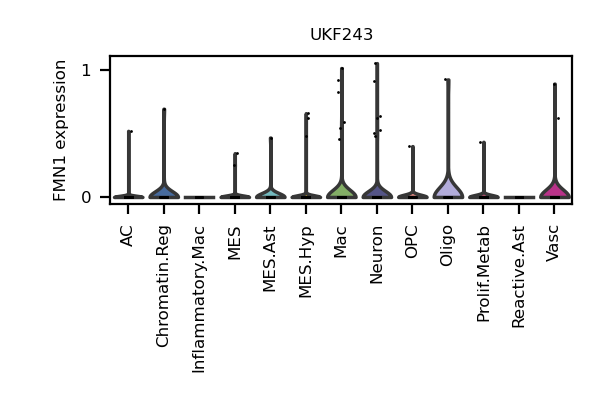 UKF243
FMN1 expression
1
0
AC
Chromatin.Reg
Inflammatory.Mac
MES
MES.Ast
MES.Hyp
Mac
Neuron
OPC
Oligo
Prolif.Metab
Reactive.Ast
Vasc